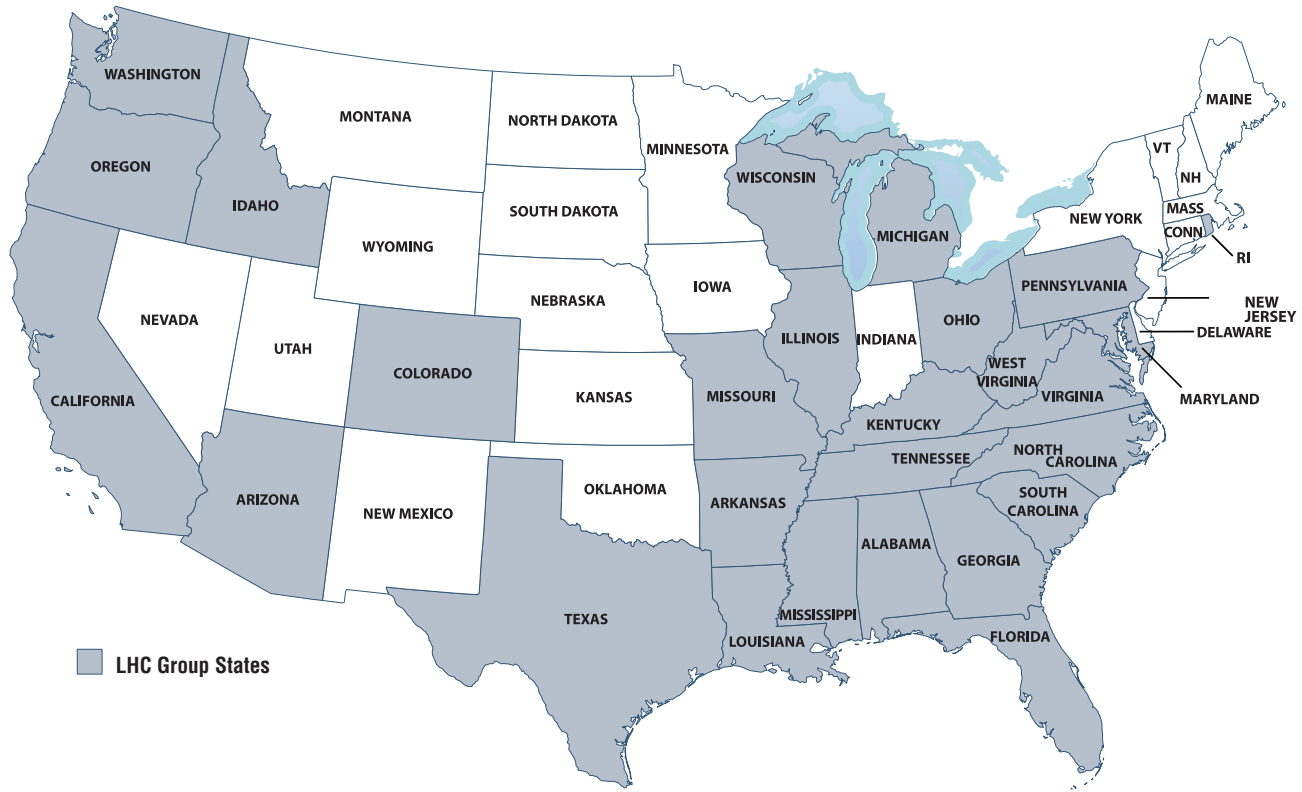 WASHINGTON
MONTANA
NORTH DAKOTA
MINNESOTA
MAINE
VT
NH
OREGON
IDAHO
WYOMING
SOUTH DAKOTA
WISCONSIN
MICHIGAN
NEW YORK
MASS
CONN
RI
NEVADA
UTAH
NEBRASKA
IOWA
ILLINOIS
INDIANA
OHIO
PENNSYLVANIA
NEW
JERSEY
DELAWARE
MARYLAND
CALIFORNIA
COLORADO
KANSAS
MISSOURI
KENTUCKY
WEST
VIRGINIA
VIRGINIA
ARIZONA
NEW MEXICO
OKLAHOMA
ARKANSAS
TENNESSEE
NORTH
CAROLINA
SOUTH
CAROLINA
TEXAS
LOUISIANA
MISSISSIPPI
ALABAMA
GEORGIA
FLORIDA
LHC Group States